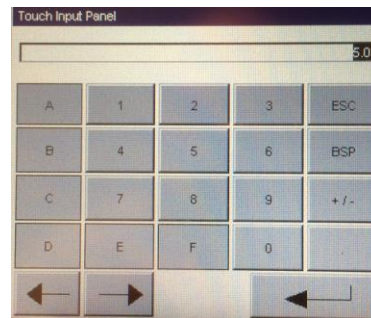 Touch Input Panel
5.0
A 1 2 3 ESC
B 4 5 6 BSP
C 7 8 9 +/-
D E F 0 .